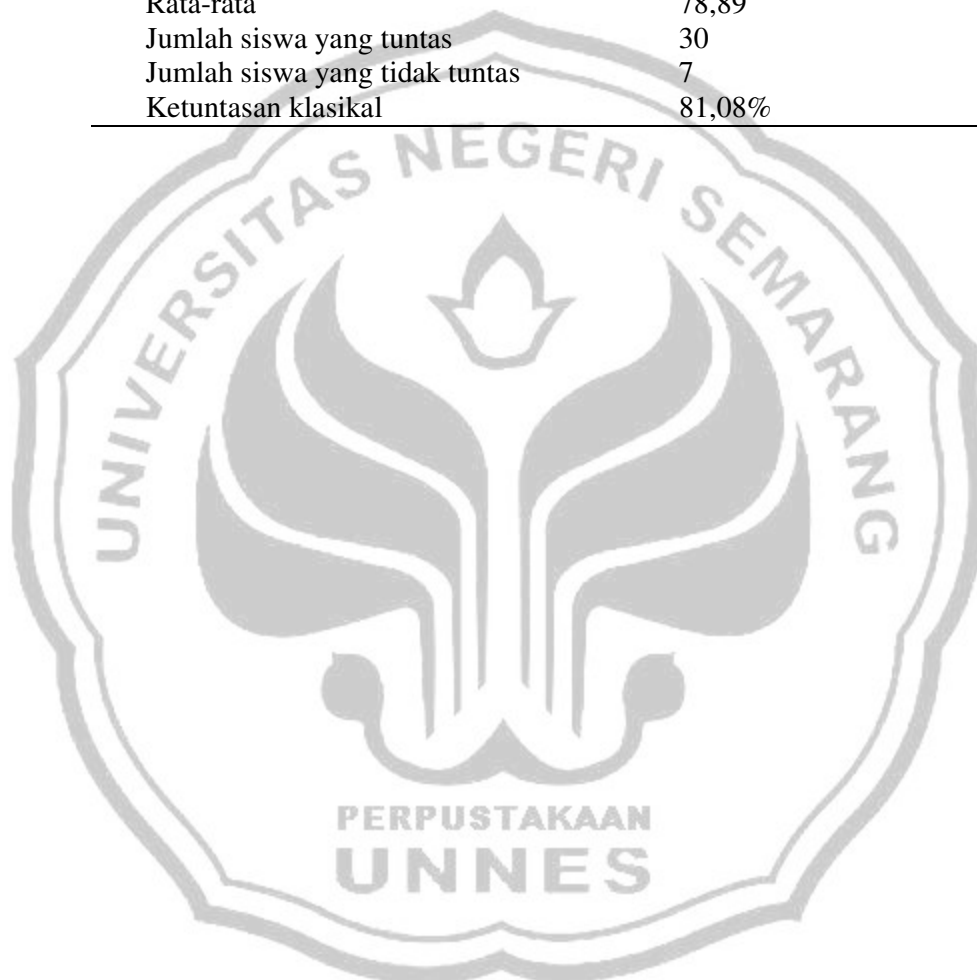 Rata-rata 78,89
Jumlah siswa yang tuntas 30
Jumlah siswa yang tidak tuntas 7
Ketuntasan klasikal 81,08%
UNIVERSITAS NEGERI SEMARANG
PERPUSTAKAAN
UNNES